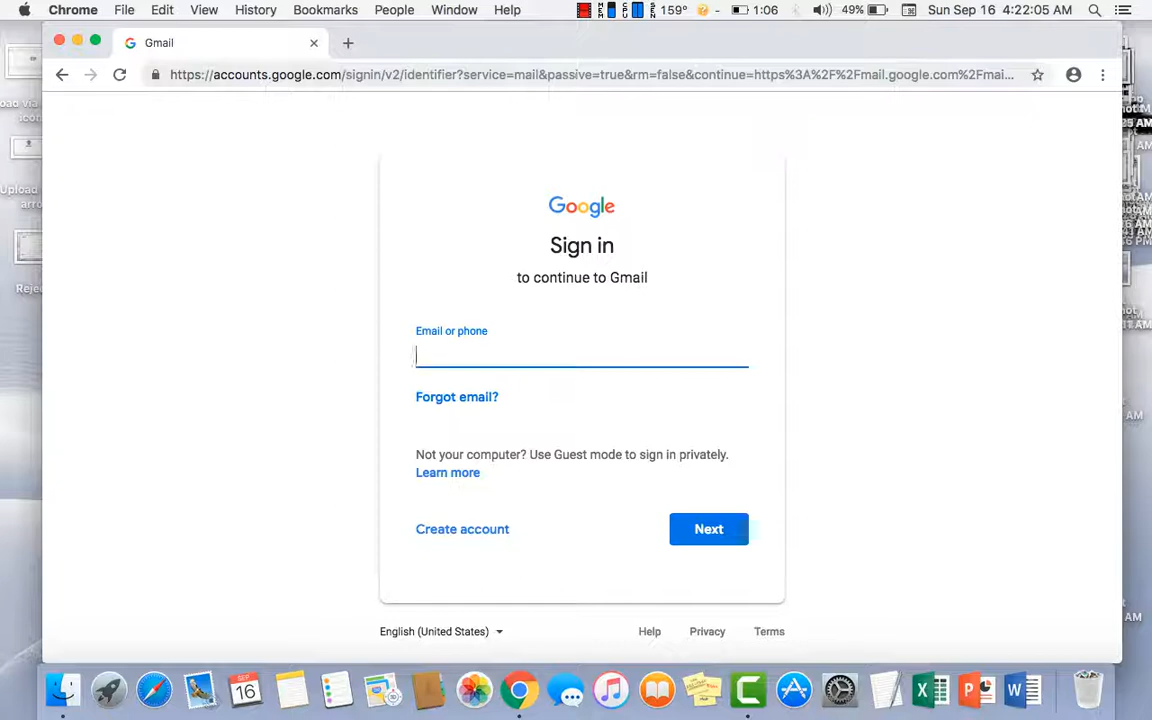 Chrome File Edit View History Bookmarks People Window Help 159° - 1:06 49% Sun Sep 16 4:22:05 AM
Gmail
https://accounts.google.com/signin/v2/identifier?service=mail&passive=true&rm=false&continue=https%3A%2F%2Fmail.google.com%2Fmai...
Google
Sign in
to continue to Gmail
Email or phone
Forgot email?
Not your computer? Use Guest mode to sign in privately.
Learn more
Create account
Next
English (United States)
Help Privacy Terms